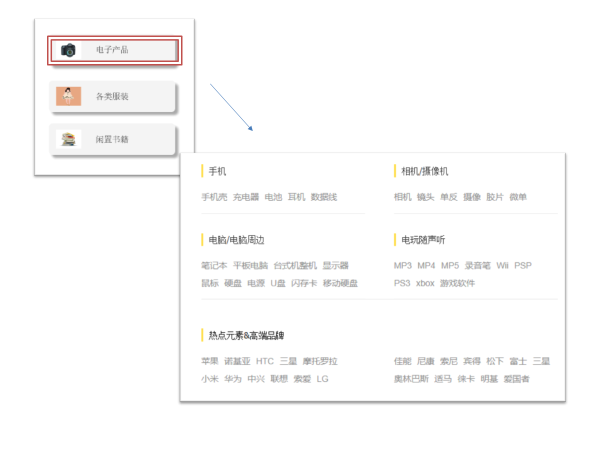 电子产品
各类服装
闲置书籍
手机
手机壳 充电器 电池 耳机 数据线
相机/摄像机
相机 镜头 单反 摄像 胶片 微单
电脑/电脑周边
笔记本 平板电脑 台式机整机 显示器
鼠标 硬盘 电源 U盘 闪存卡 移动硬盘
电玩随声听
MP3 MP4 MP5 录音笔 Wii PSP
PS3 xbox 游戏软件
热点元素&高端品牌
苹果 诺基亚 HTC 三星 摩托罗拉
小米 华为 中兴 联想 索爱 LG
佳能 尼康 索尼 宾得 松下 富士 三星
奥林巴斯 适马 徕卡 明基 爱国者